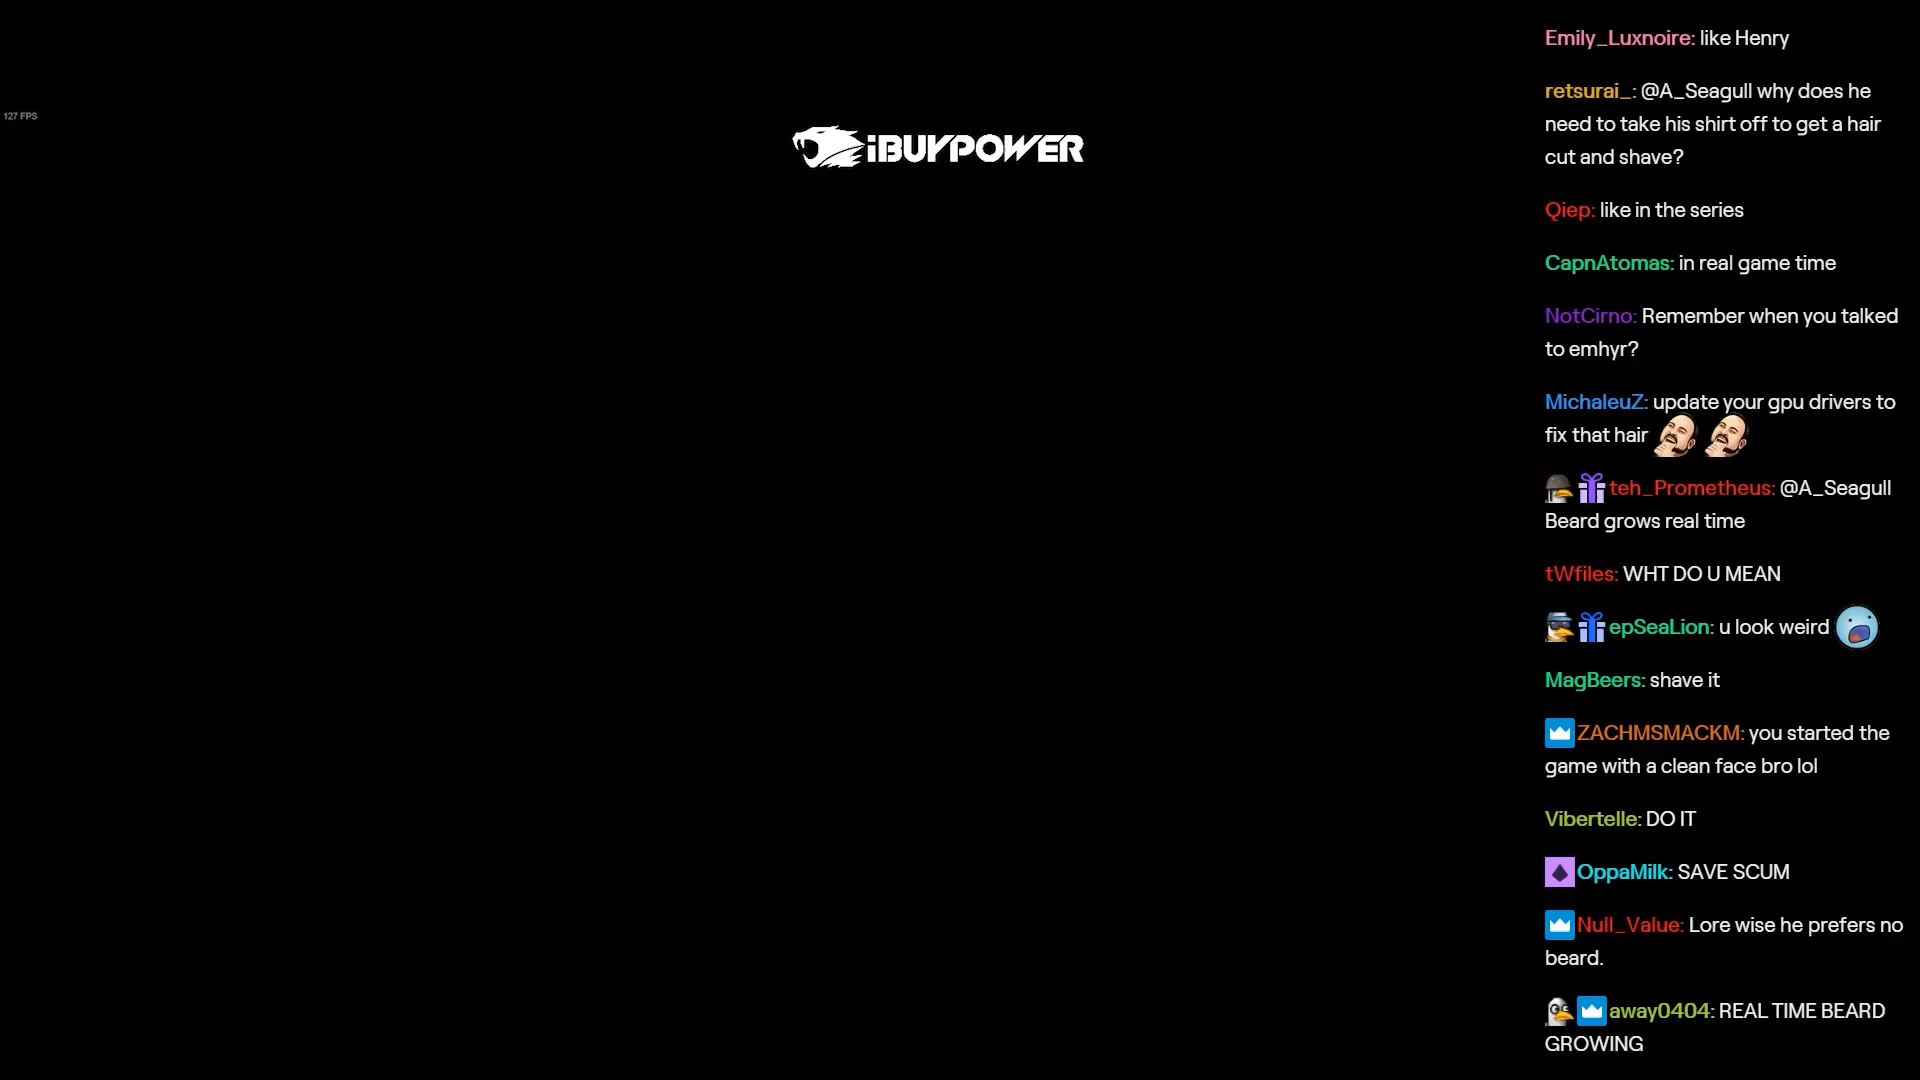 127 FPS
iBUYPOWER
Emily_Luxnoire: like Henry
retsurai_: @A_Seagull why does he
need to take his shirt off to get a hair
cut and shave?
Qiep: like in the series
CapnAtomas: in real game time
NotCirno: Remember when you talked
to emhyr?
MichaleuZ: update your gpu drivers to
fix that hair
teh_Prometheus: @A_Seagull
Beard grows real time
tWfiles: WHT DO U MEAN
epSeaLion: u look weird
MagBeers: shave it
ZACHMSMACKM: you started the
game with a clean face bro lol
Vibertelle: DO IT
OppaMilk: SAVE SCUM
Null_Value: Lore wise he prefers no
beard.
away0404: REAL TIME BEARD
GROWING